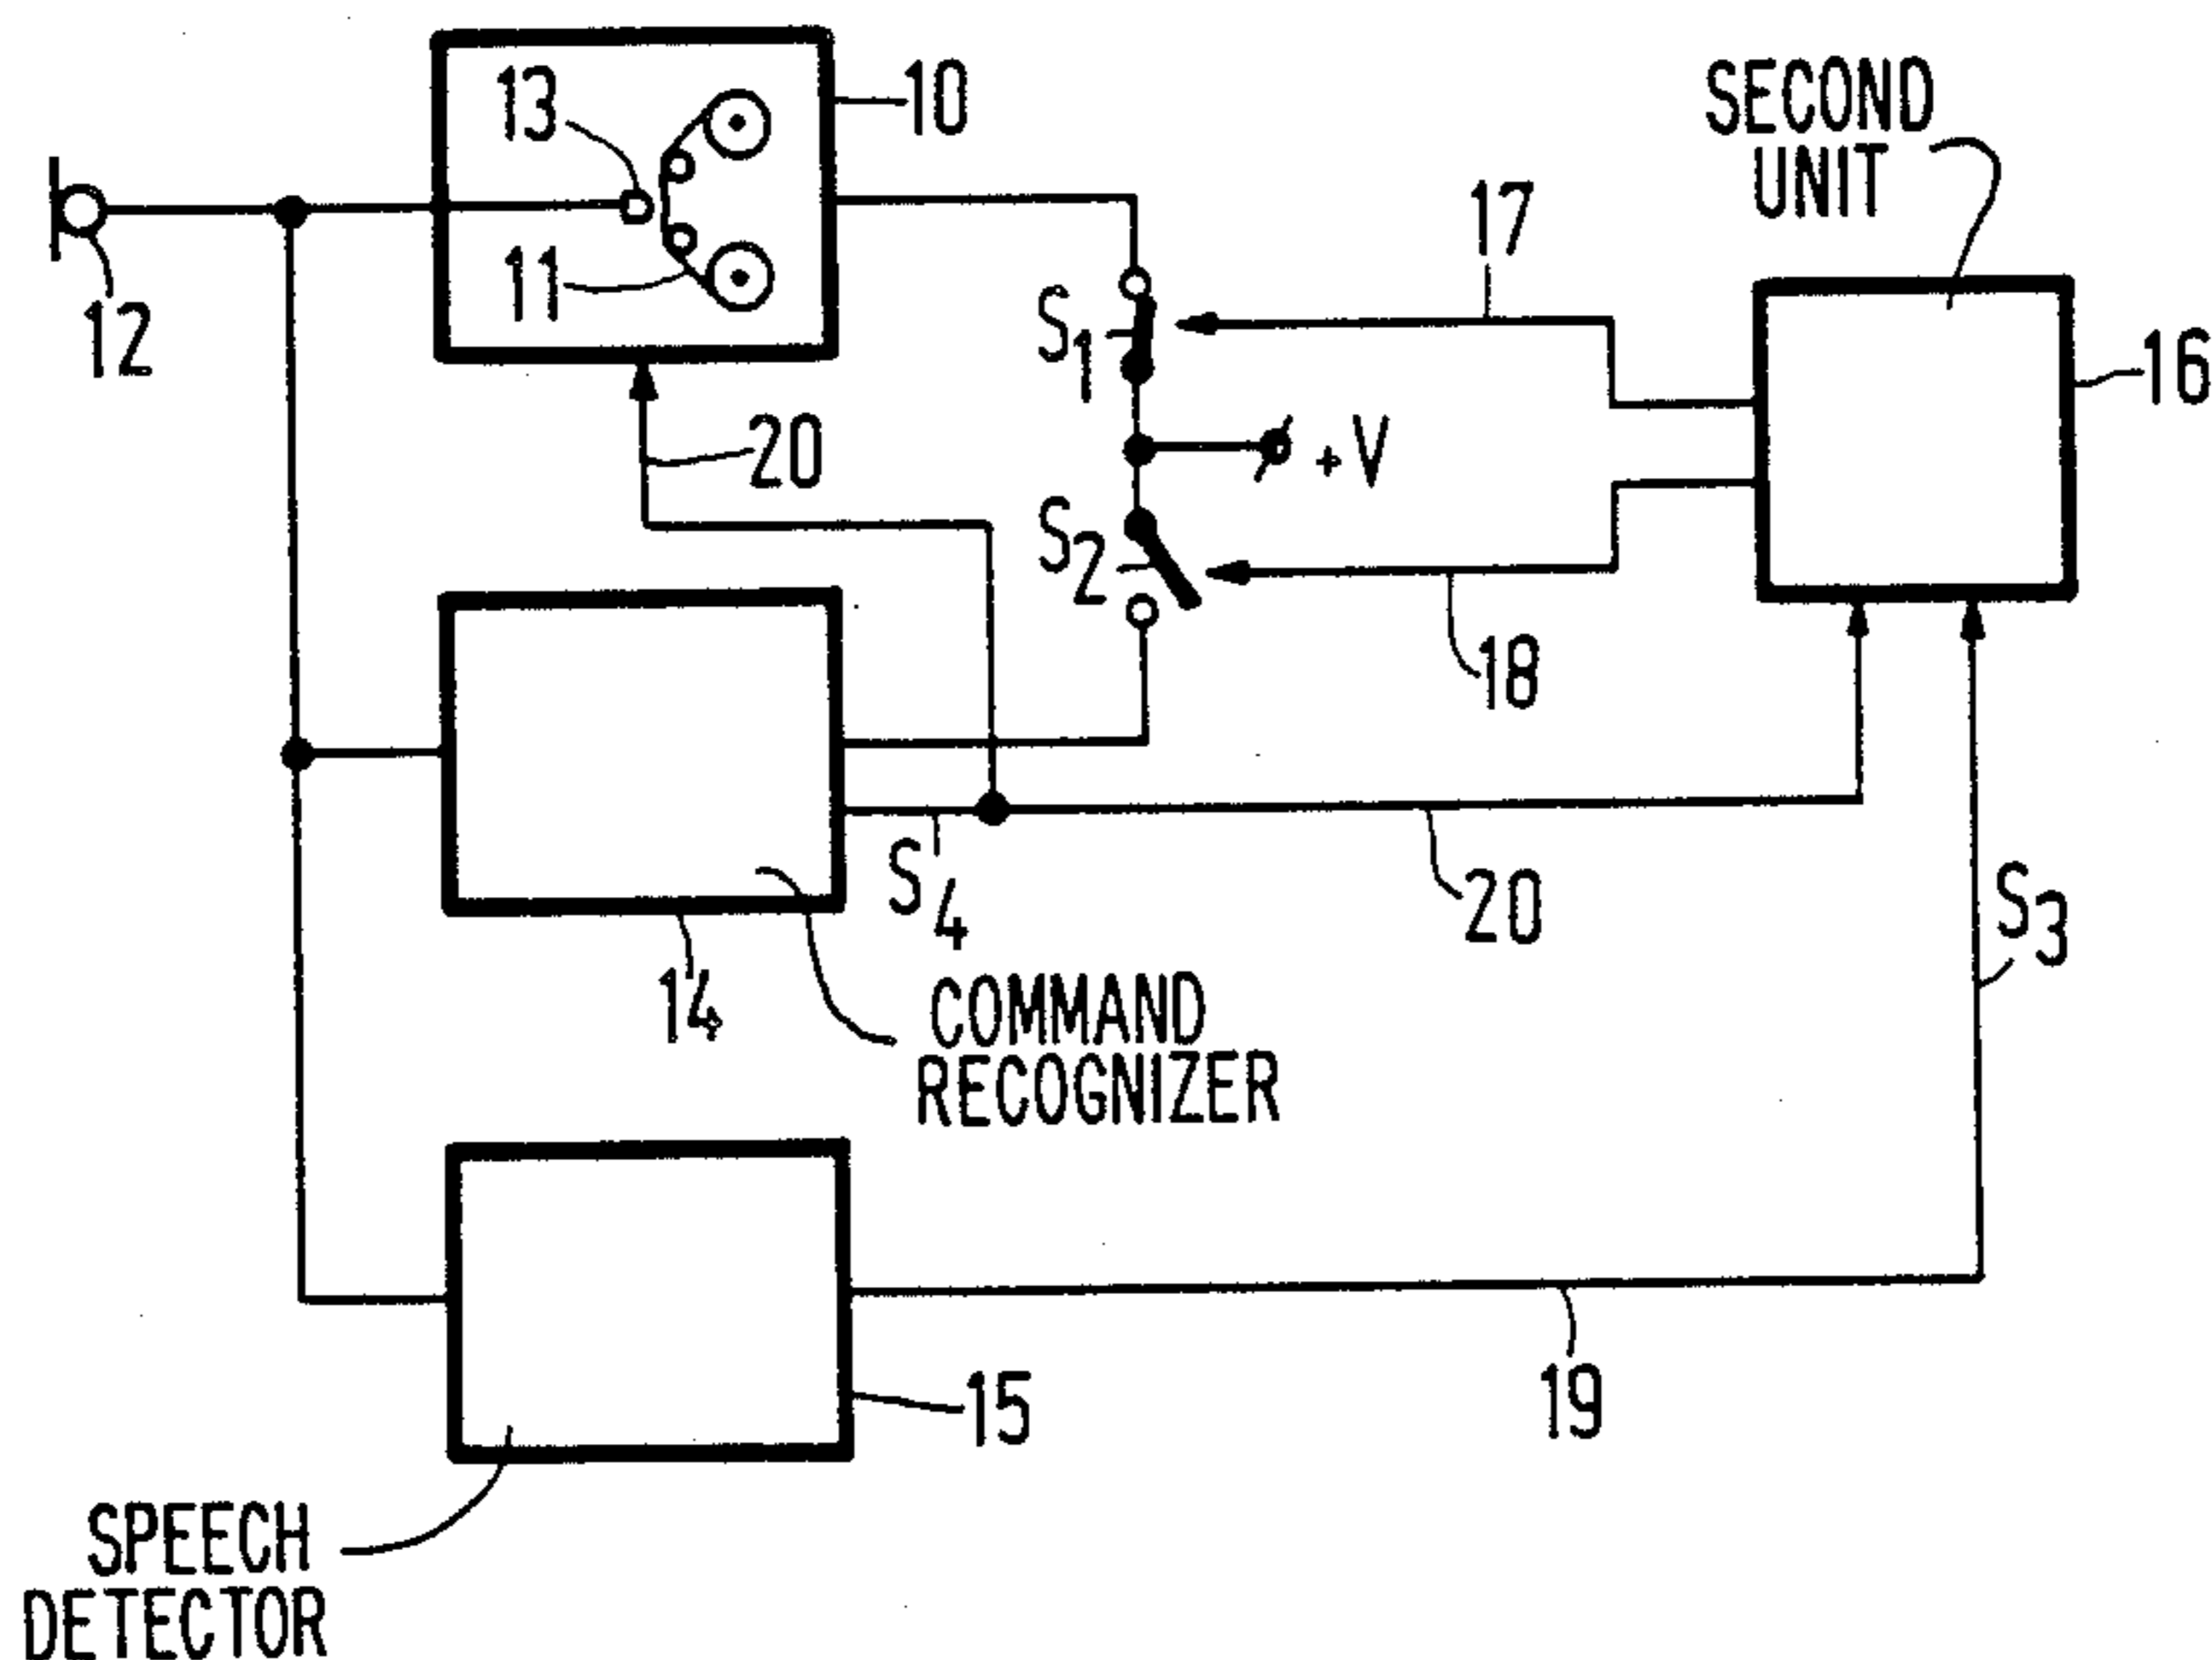 13
10
SECOND
UNIT
17
12
11
S1
16
20
+V
S2
18
S4
20
S3
14
COMMAND
RECOGNIZER
15
19
SPEECH
DETECTOR